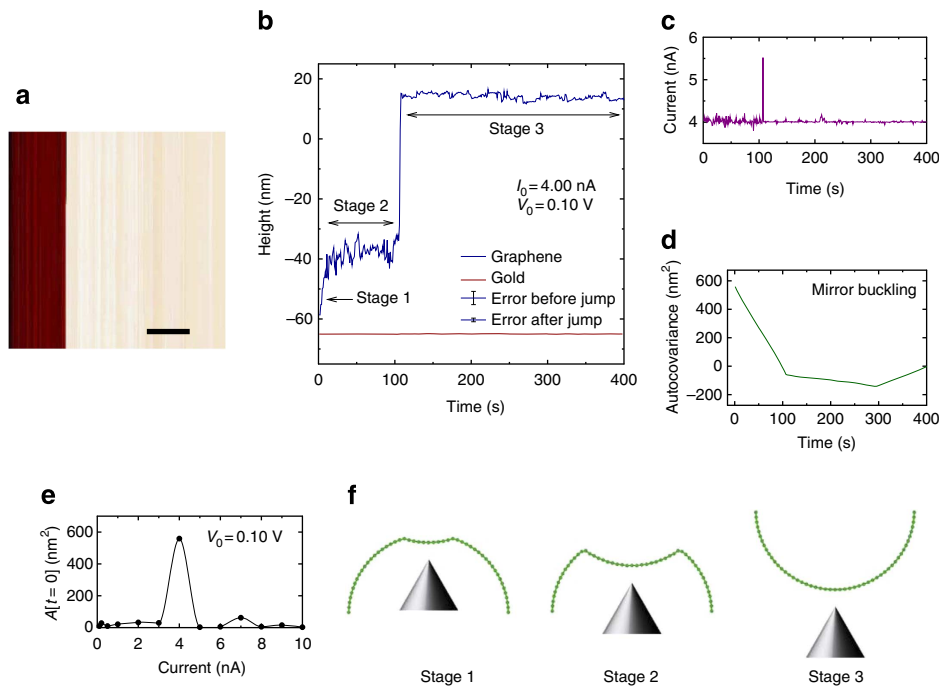 a
b
20
0
−20
−40
−60
Height (nm)
0
100
200
300
400
Time (s)
Stage 3
Stage 2
Stage 1
I0 = 4.00 nA
V0 = 0.10 V
Graphene
Gold
Error before jump
Error after jump
c
6
5
4
Current (nA)
0
100
200
300
400
Time (s)
d
600
400
200
0
−200
Autocovariance (nm²)
Mirror buckling
0
100
200
300
400
Time (s)
e
600
400
200
0
A[t = 0] (nm²)
V0 = 0.10 V
0
2
4
6
8
10
Current (nA)
f
Stage 1
Stage 2
Stage 3